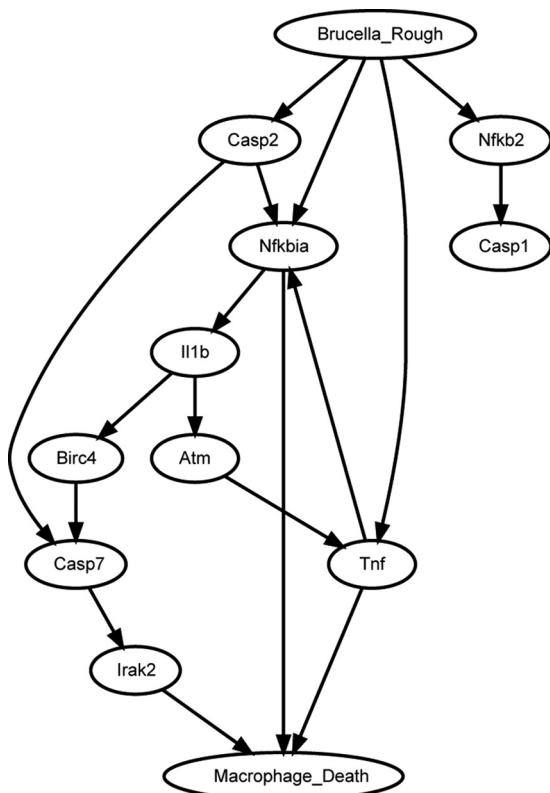 Brucella_Rough
Casp2
Nfkb2
Nfkbia
Casp1
Il1b
Birc4
Atm
Casp7
Tnf
Irak2
Macrophage_Death